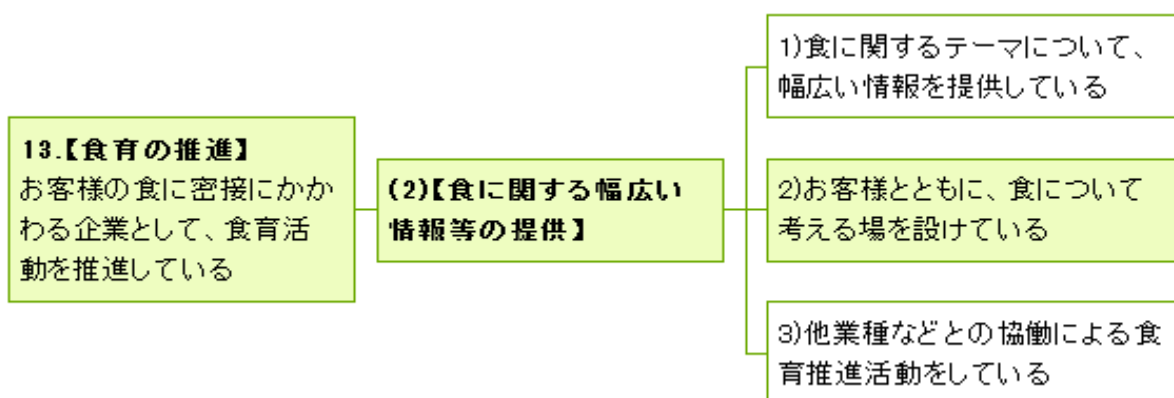 13.【食育の推進】
お客様の食に密接にかか
わる企業として、食育活
動を推進している
(2)【食に関する幅広い
情報等の提供】
1)食に関するテーマについて、
幅広い情報を提供している
2)お客様とともに、食について
考える場を設けている
3)他業種などとの協働による食
育推進活動をしている